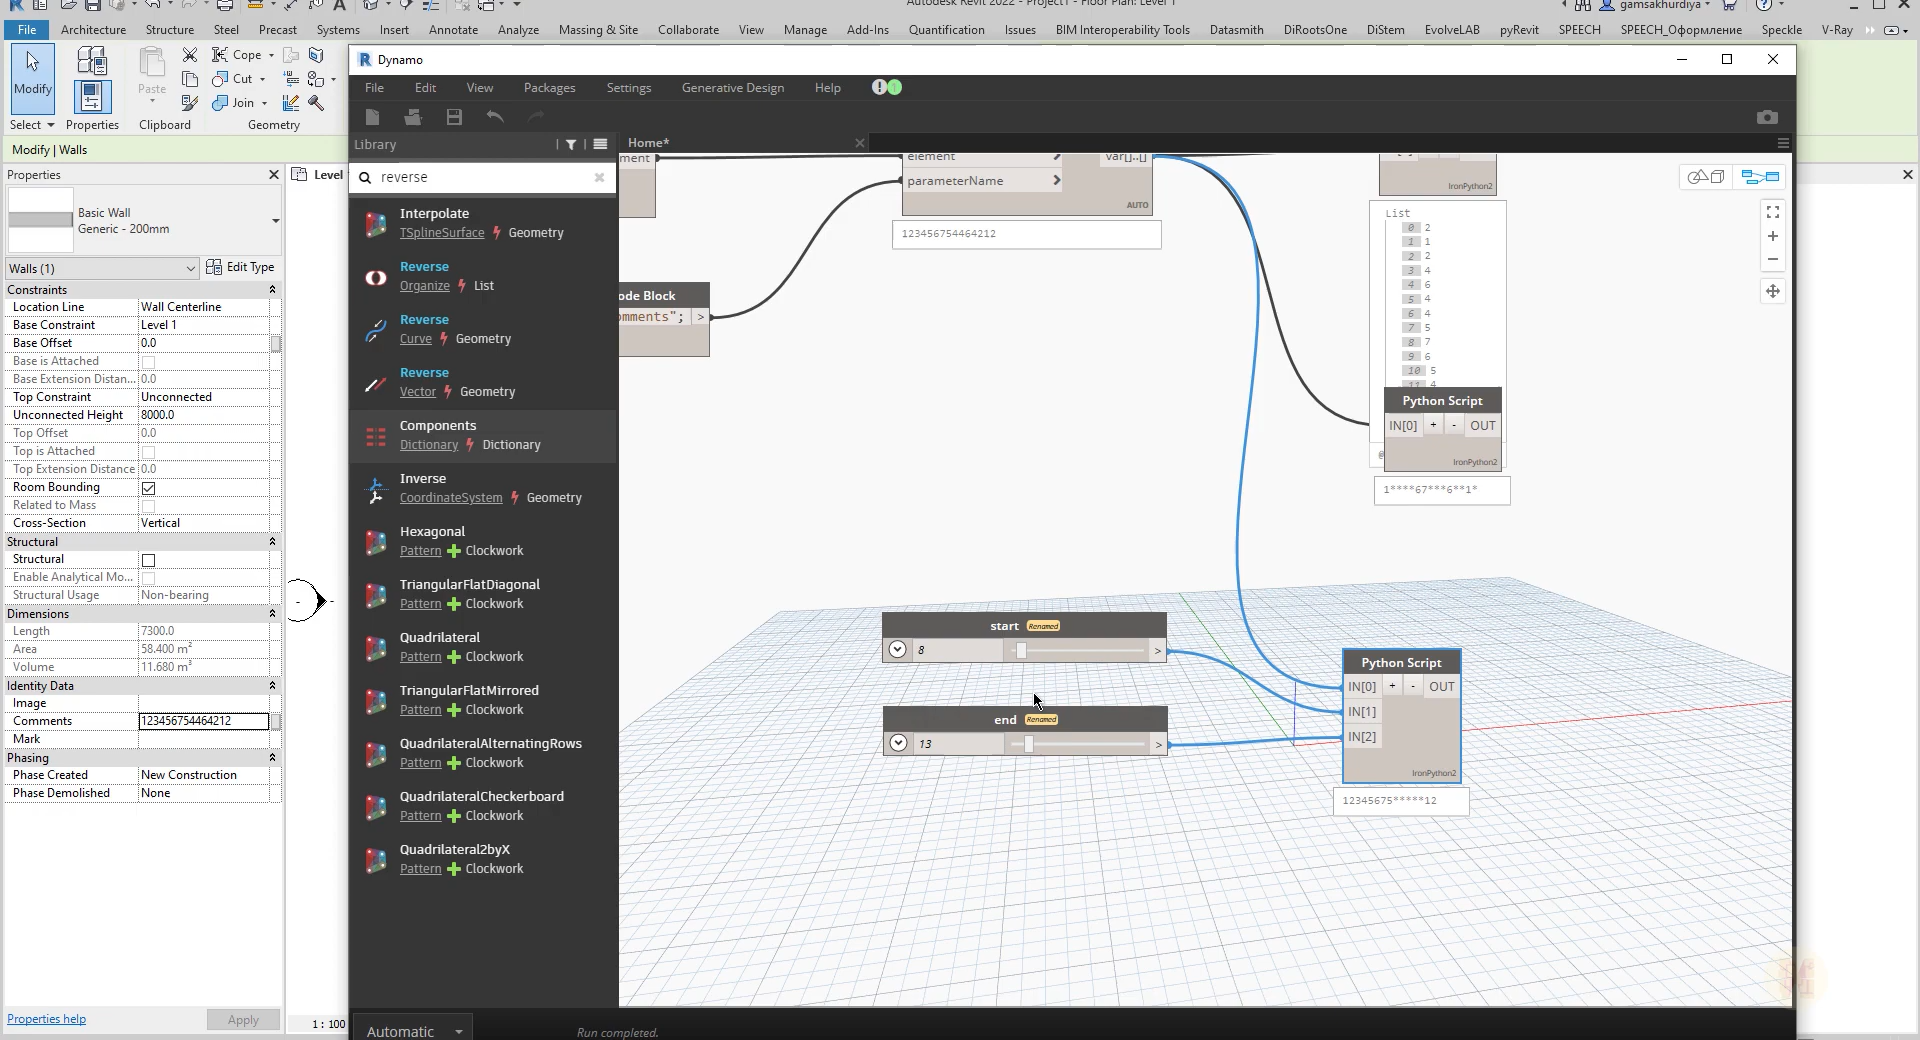 Autodesk Revit 2022 - Project1 - Floor Plan: Level 1
gamsakhurdiya
File Architecture Structure Steel Precast Systems Insert Annotate Analyze Massing & Site Collaborate View Manage Add-Ins Quantification Issues BIM Interoperability Tools Datasmith DiRootsOne DiStem EvolveLAB pyRevit SPEECH SPEECH_Оформление Speckle V-Ray
Modify
Paste
Cope
Cut
Join
Select Properties Clipboard Geometry
Modify | Walls
Properties
Basic Wall
Generic - 200mm
Walls (1) Edit Type
Constraints
Location Line Wall Centerline
Base Constraint Level 1
Base Offset 0.0
Base is Attached
Base Extension Distan... 0.0
Top Constraint Unconnected
Unconnected Height 8000.0
Top Offset 0.0
Top is Attached
Top Extension Distance 0.0
Room Bounding
Related to Mass
Cross-Section Vertical
Structural
Structural
Enable Analytical Mo...
Structural Usage Non-bearing
Dimensions
Length 7300.0
Area 58.400 m²
Volume 11.680 m³
Identity Data
Image
Comments 123456754464212
Mark
Phasing
Phase Created New Construction
Phase Demolished None
Properties help Apply
Level
1 : 100
Dynamo
File Edit View Packages Settings Generative Design Help
Library
Home*
reverse
Interpolate
TSplineSurface Geometry
Reverse
Organize List
Reverse
Curve Geometry
Reverse
Vector Geometry
Components
Dictionary Dictionary
Inverse
CoordinateSystem Geometry
Hexagonal
Pattern Clockwork
TriangularFlatDiagonal
Pattern Clockwork
Quadrilateral
Pattern Clockwork
TriangularFlatMirrored
Pattern Clockwork
QuadrilateralAlternatingRows
Pattern Clockwork
QuadrilateralCheckerboard
Pattern Clockwork
Quadrilateral2byX
Pattern Clockwork
ment
element var[]..[]
parameterName >
AUTO
123456754464212
ode Block
omments"; >
IronPython2
List
0 2
1 1
2 2
3 4
4 6
5 4
6 4
7 5
8 7
9 6
10 5
11 4
@
Python Script
IN[0] + - OUT
IronPython2
1****67***6**1*
start Renamed
8 >
end Renamed
13 >
Python Script
IN[0] + - OUT
IN[1]
IN[2]
IronPython2
12345675*****12
Automatic
Run completed.